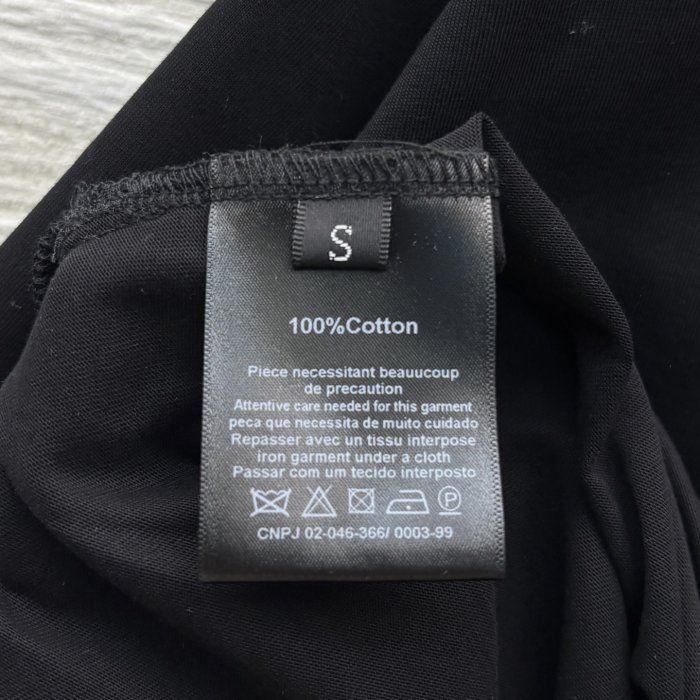 S
100%Cotton
Piece necessitant beauucoup
de precaution
Attentive care needed for this garment
peca que necessita de muito cuidado
Repasser avec un tissu interpose
iron garment under a cloth
Passar com um tecido interposto
P
CNPJ 02-046-366/ 0003-99